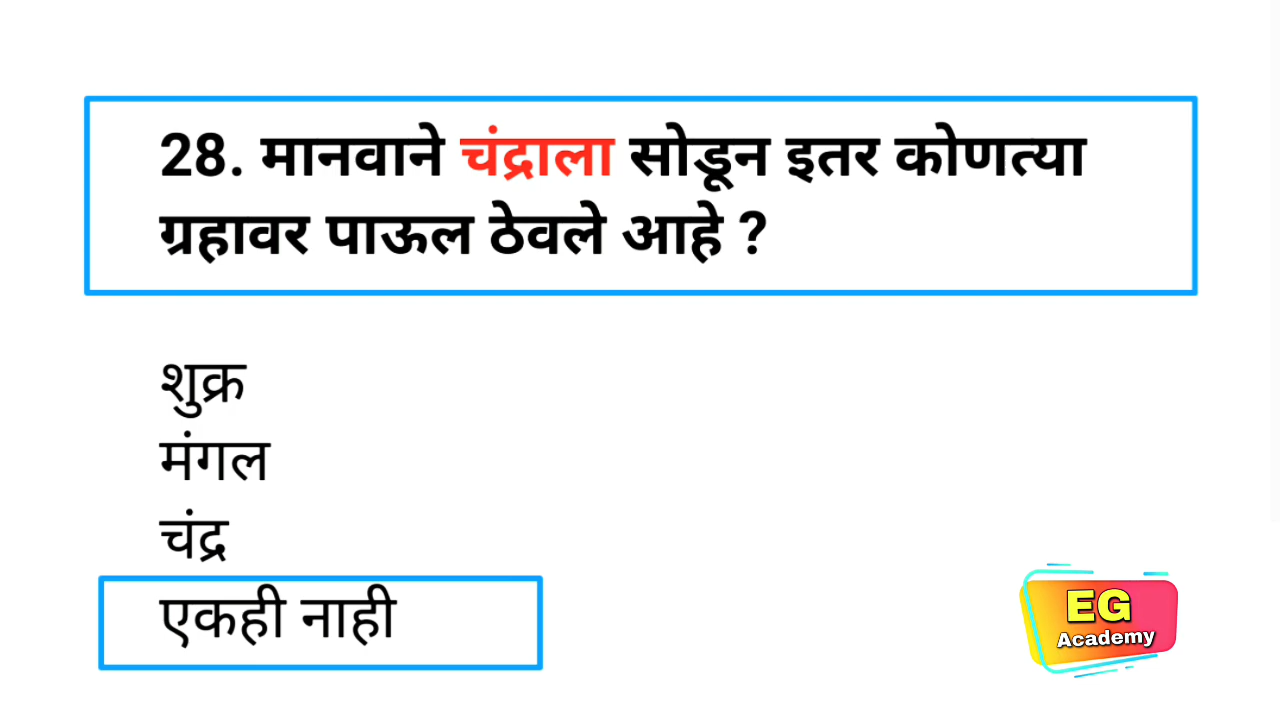 28. मानवाने चंद्राला सोडून इतर कोणत्या
ग्रहावर पाऊल ठेवले आहे ?
शुक्र
मंगल
चंद्र
एकही नाही
EG
Academy